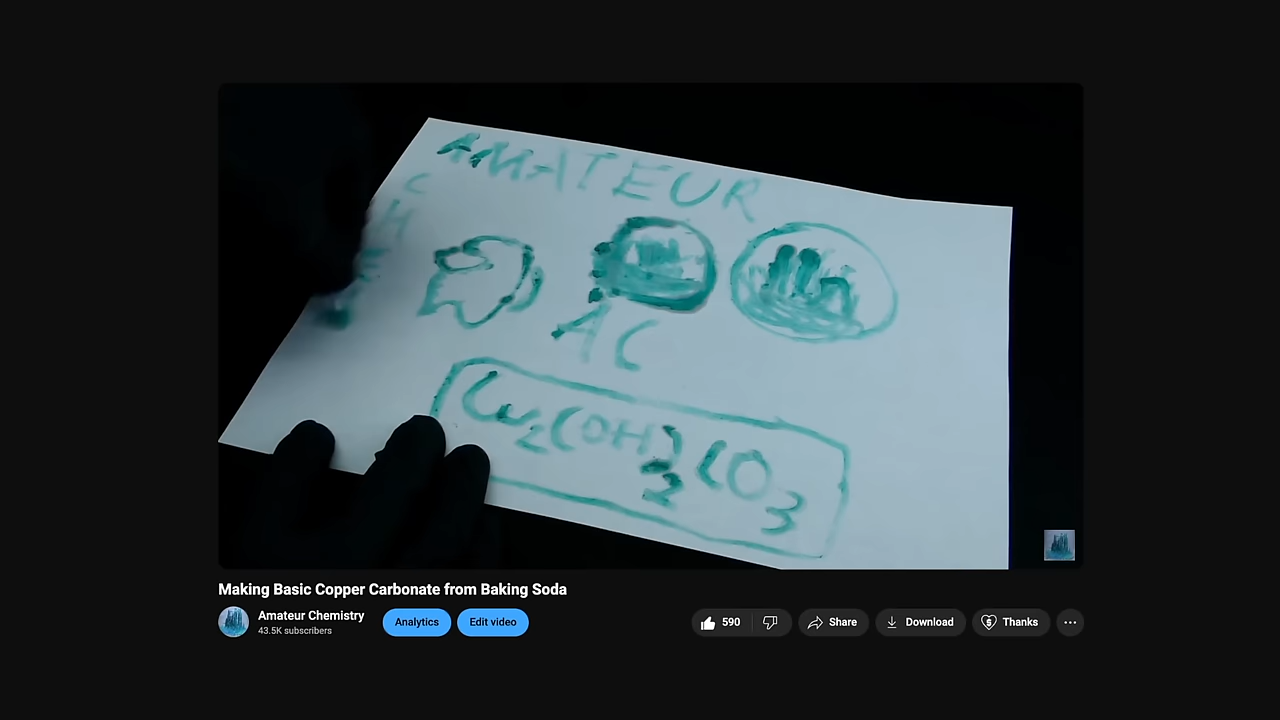 AMATEUR
CHEM
AC
Cu2(OH)2CO3
Making Basic Copper Carbonate from Baking Soda
Amateur Chemistry
43.5K subscribers
Analytics
Edit video
590
Share
Download
Thanks